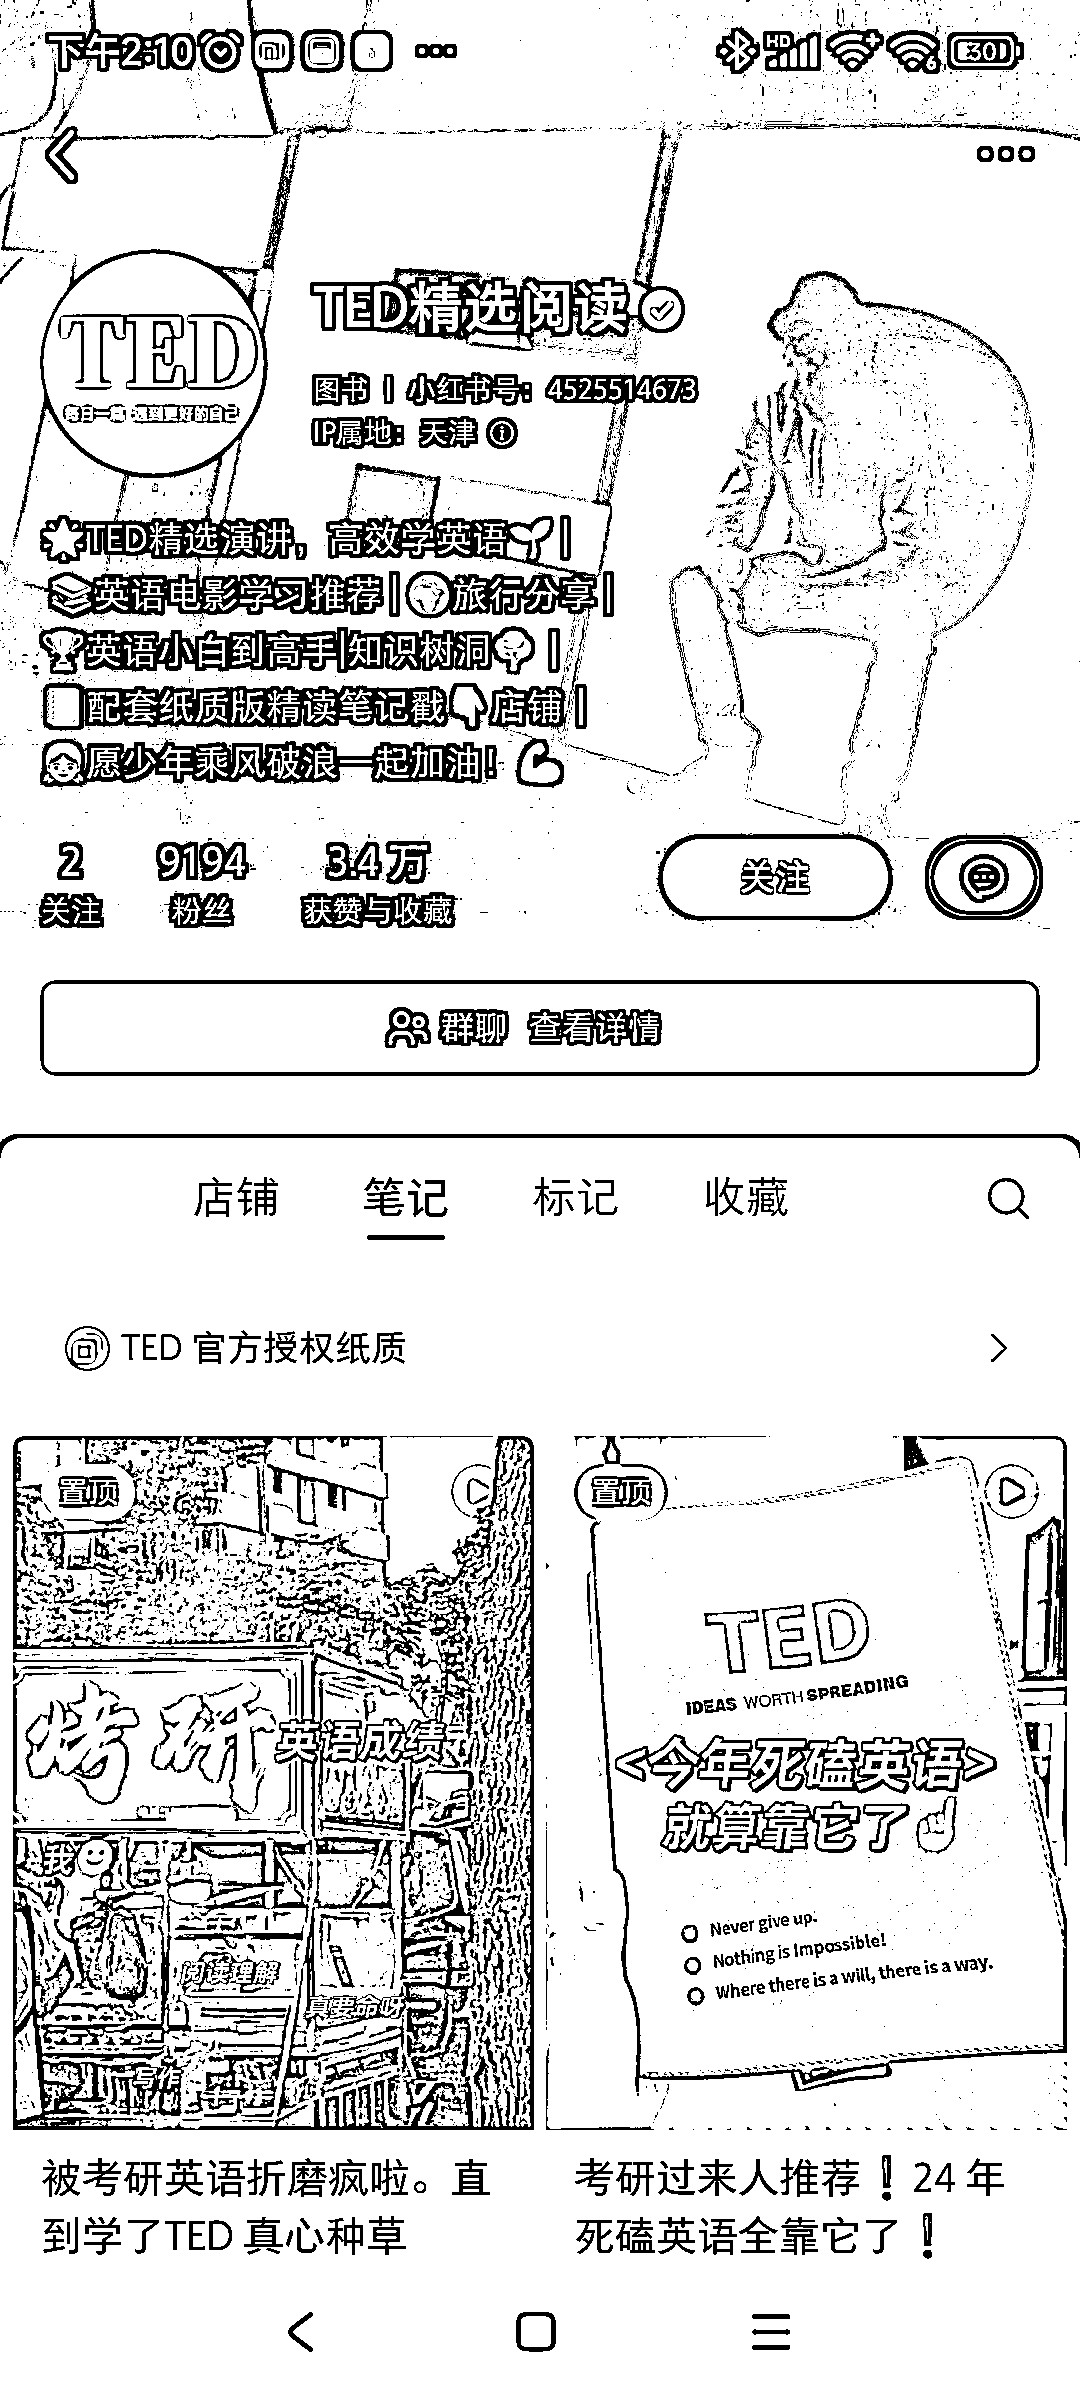 下午2:10
HD
6
30
TED
每日一篇 遇到更好的自己
TED精选阅读
图书 | 小红书号：4525514673
IP属地：天津
TED精选演讲，高效学英语 |
英语电影学习推荐 | 旅行分享 |
英语小白到高手|知识树洞 |
配套纸质版精读笔记戳 店铺 |
愿少年乘风破浪一起加油！
2 9194 3.4万
关注 粉丝 获赞与收藏
关注
群聊 查看详情
店铺 笔记 标记 收藏
TED 官方授权纸质
置顶
烤研
英语成绩
我
阅读理解
真要命呀
写作
被考研英语折磨疯啦。直
到学了TED 真心种草
置顶
TED
IDEAS WORTH SPREADING
<今年死磕英语>
就算靠它了
Never give up.
Nothing is Impossible!
Where there is a will, there is a way.
考研过来人推荐❗24 年
死磕英语全靠它了❗